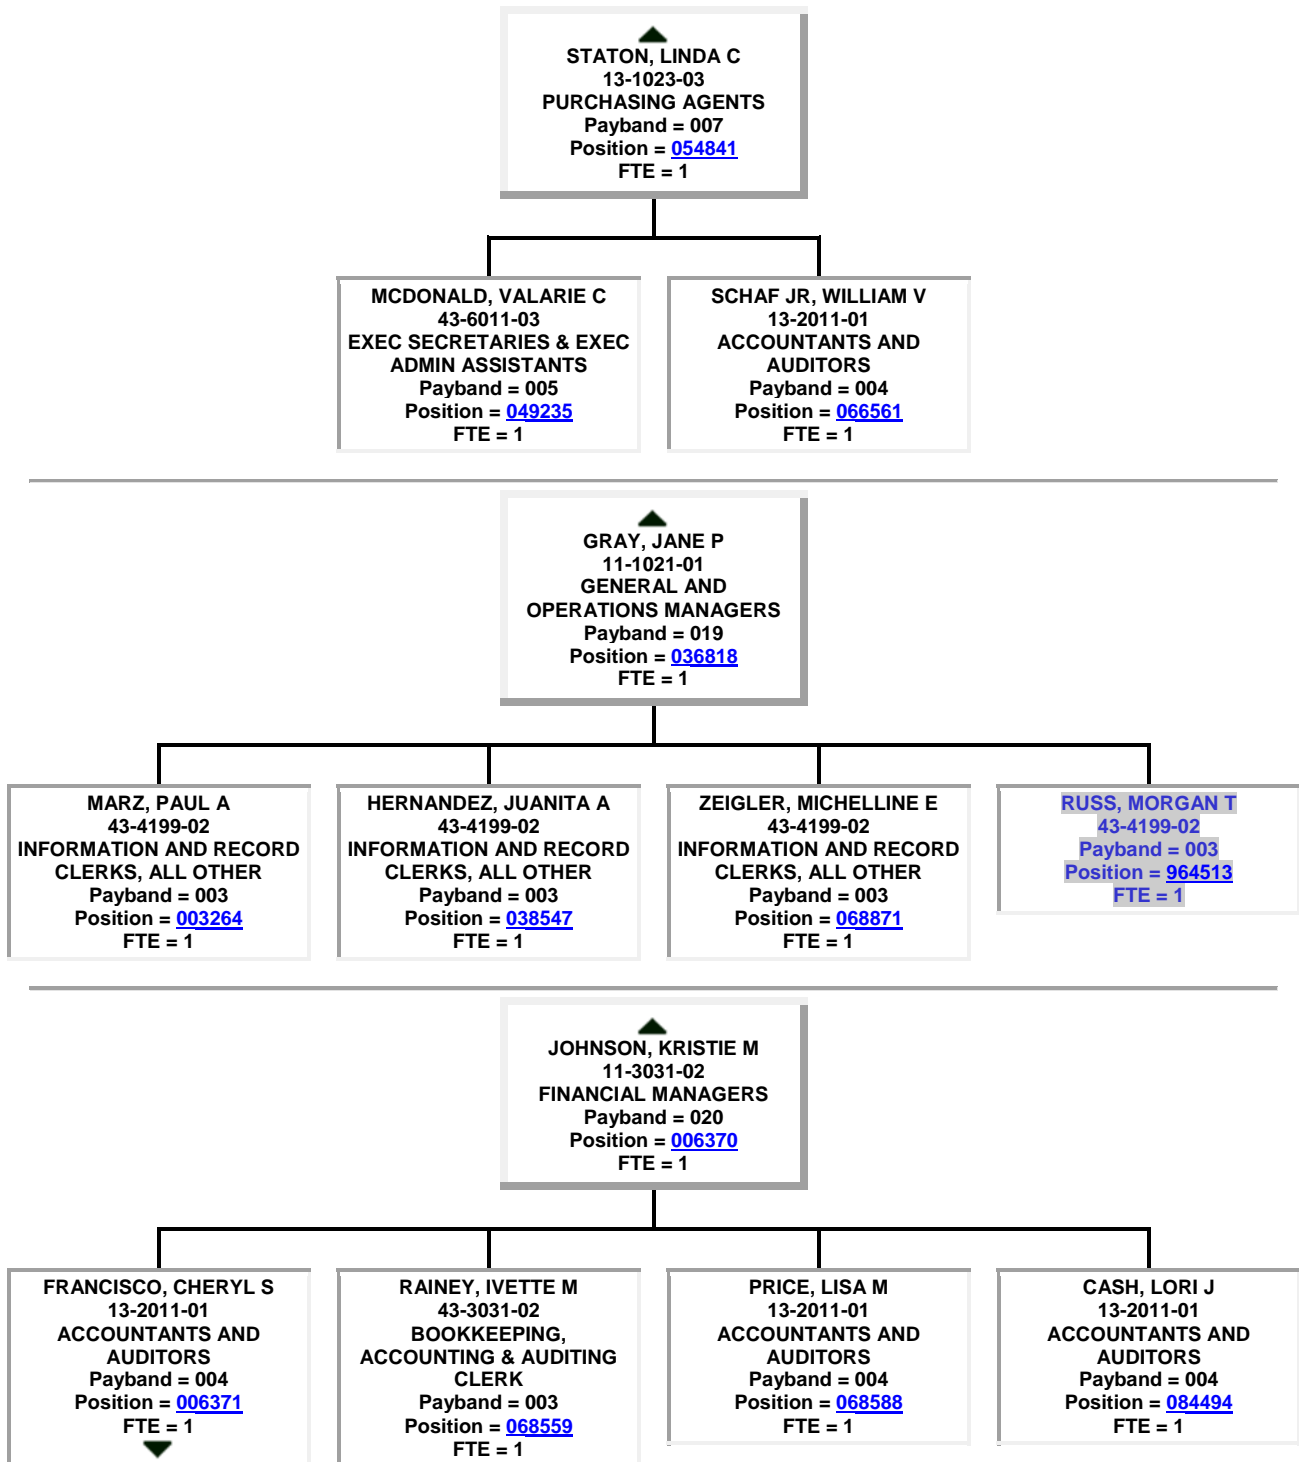 STATON, LINDA C
13-1023-03
PURCHASING AGENTS
Payband = 007
Position = 054841
FTE = 1
MCDONALD, VALARIE C
43-6011-03
EXEC SECRETARIES & EXEC
ADMIN ASSISTANTS
Payband = 005
Position = 049235
FTE = 1
SCHAF JR, WILLIAM V
13-2011-01
ACCOUNTANTS AND
AUDITORS
Payband = 004
Position = 066561
FTE = 1
GRAY, JANE P
11-1021-01
GENERAL AND
OPERATIONS MANAGERS
Payband = 019
Position = 036818
FTE = 1
MARZ, PAUL A
43-4199-02
INFORMATION AND RECORD
CLERKS, ALL OTHER
Payband = 003
Position = 003264
FTE = 1
HERNANDEZ, JUANITA A
43-4199-02
INFORMATION AND RECORD
CLERKS, ALL OTHER
Payband = 003
Position = 038547
FTE = 1
ZEIGLER, MICHELLINE E
43-4199-02
INFORMATION AND RECORD
CLERKS, ALL OTHER
Payband = 003
Position = 068871
FTE = 1
RUSS, MORGAN T
43-4199-02
Payband = 003
Position = 964513
FTE = 1
JOHNSON, KRISTIE M
11-3031-02
FINANCIAL MANAGERS
Payband = 020
Position = 006370
FTE = 1
FRANCISCO, CHERYL S
13-2011-01
ACCOUNTANTS AND
AUDITORS
Payband = 004
Position = 006371
FTE = 1
RAINEY, IVETTE M
43-3031-02
BOOKKEEPING,
ACCOUNTING & AUDITING
CLERK
Payband = 003
Position = 068559
FTE = 1
PRICE, LISA M
13-2011-01
ACCOUNTANTS AND
AUDITORS
Payband = 004
Position = 068588
FTE = 1
CASH, LORI J
13-2011-01
ACCOUNTANTS AND
AUDITORS
Payband = 004
Position = 084494
FTE = 1